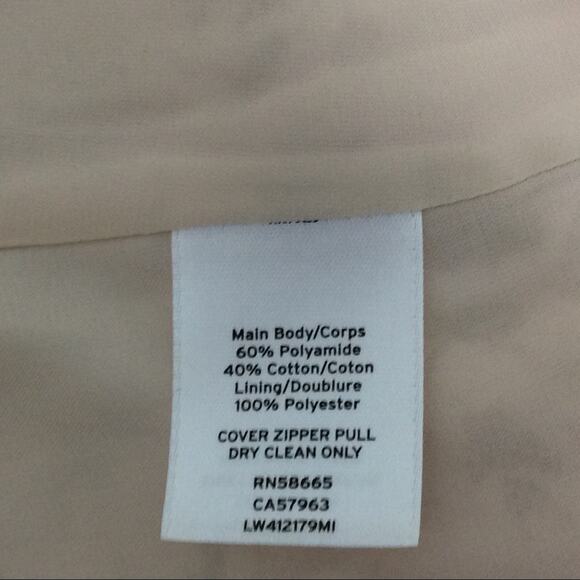 Main Body/Corps
60% Polyamide
40% Cotton/Coton
Lining/Doublure
100% Polyester
COVER ZIPPER PULL
DRY CLEAN ONLY
RN58665
CA57963
LW412179MI